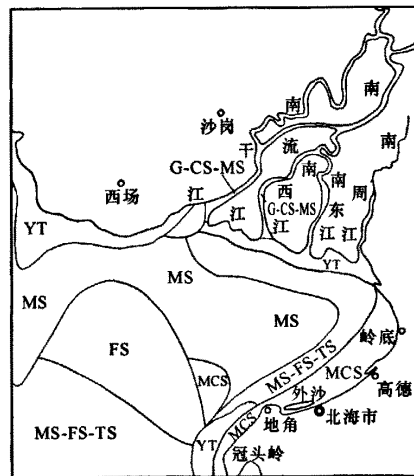 南
南
沙岗
干
流
南
G-CS-MS
江
西场
西
南
南
G-CS-MS
东
周
江
江
江
江
YT
YT
MS
MS
MS
FS
MCS
MS-FS-TS
岭底
MCS
高德
外沙
地角
北海市
MS-FS-TS
YT
MCS
冠头岭